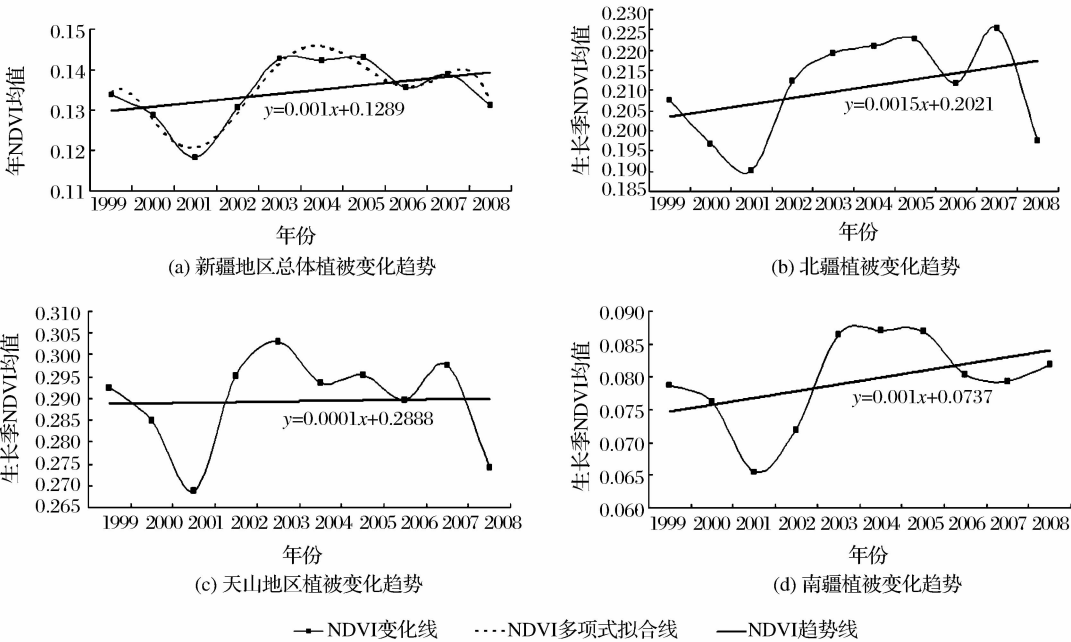 0.15
0.14
0.13
0.12
0.11
年NDVI均值
y=0.001x+0.1289
1999 2000 2001 2002 2003 2004 2005 2006 2007 2008
年份
(a) 新疆地区总体植被变化趋势
0.230
0.225
0.220
0.215
0.210
0.205
0.200
0.195
0.190
0.185
生长季NDVI均值
y=0.0015x+0.2021
1999 2000 2001 2002 2003 2004 2005 2006 2007 2008
年份
(b) 北疆植被变化趋势
0.310
0.305
0.300
0.295
0.290
0.285
0.280
0.275
0.270
0.265
生长季NDVI均值
y=0.0001x+0.2888
1999 2000 2001 2002 2003 2004 2005 2006 2007 2008
年份
(c) 天山地区植被变化趋势
0.090
0.085
0.080
0.075
0.070
0.065
0.060
生长季NDVI均值
y=0.001x+0.0737
1999 2000 2001 2002 2003 2004 2005 2006 2007 2008
年份
(d) 南疆植被变化趋势
NDVI变化线 NDVI多项式拟合线 NDVI趋势线